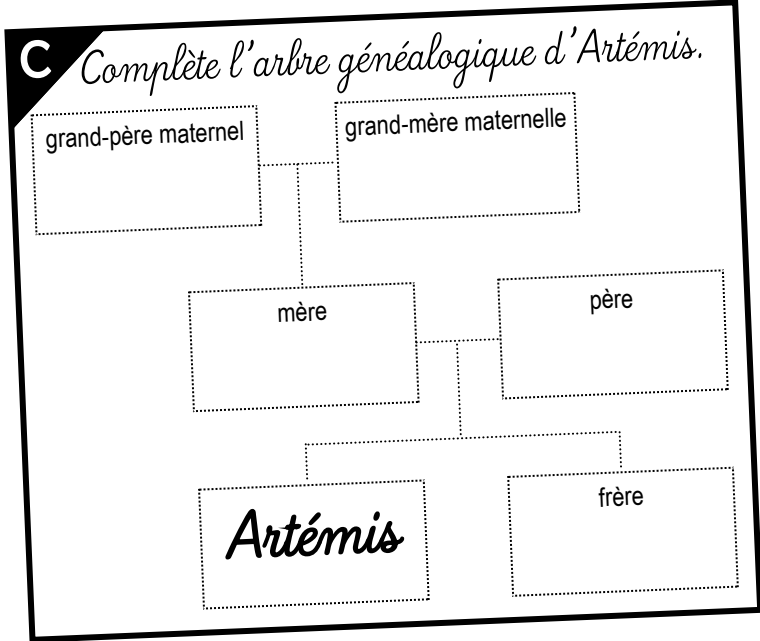 C
Complète l'arbre généalogique d'Artémis.
grand-père maternel
grand-mère maternelle
mère
père
Artémis
frère